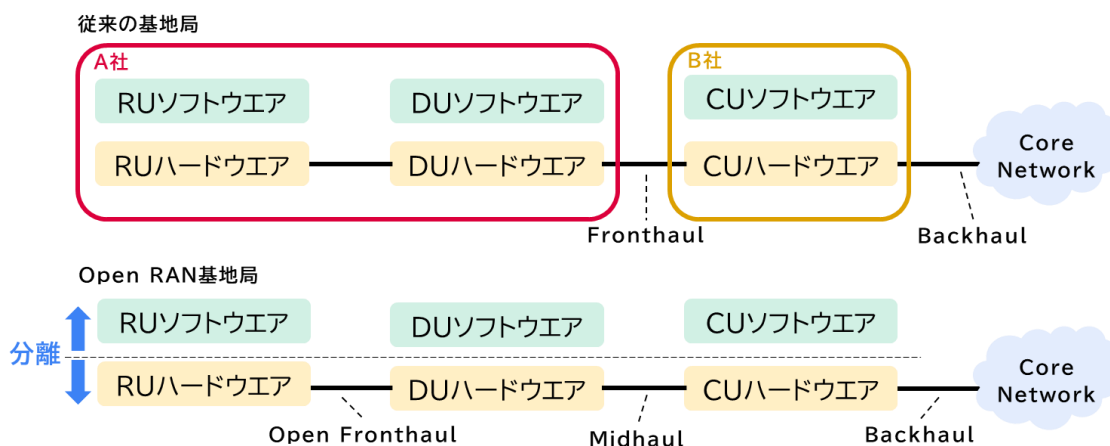 従来の基地局
A社
B社
RUソフトウエア
DUソフトウエア
CUソフトウエア
RUハードウエア
DUハードウエア
CUハードウエア
Core
Network
Fronthaul
Backhaul
Open RAN基地局
RUソフトウエア
DUソフトウエア
CUソフトウエア
分離
RUハードウエア
DUハードウエア
CUハードウエア
Core
Network
Open Fronthaul
Midhaul
Backhaul